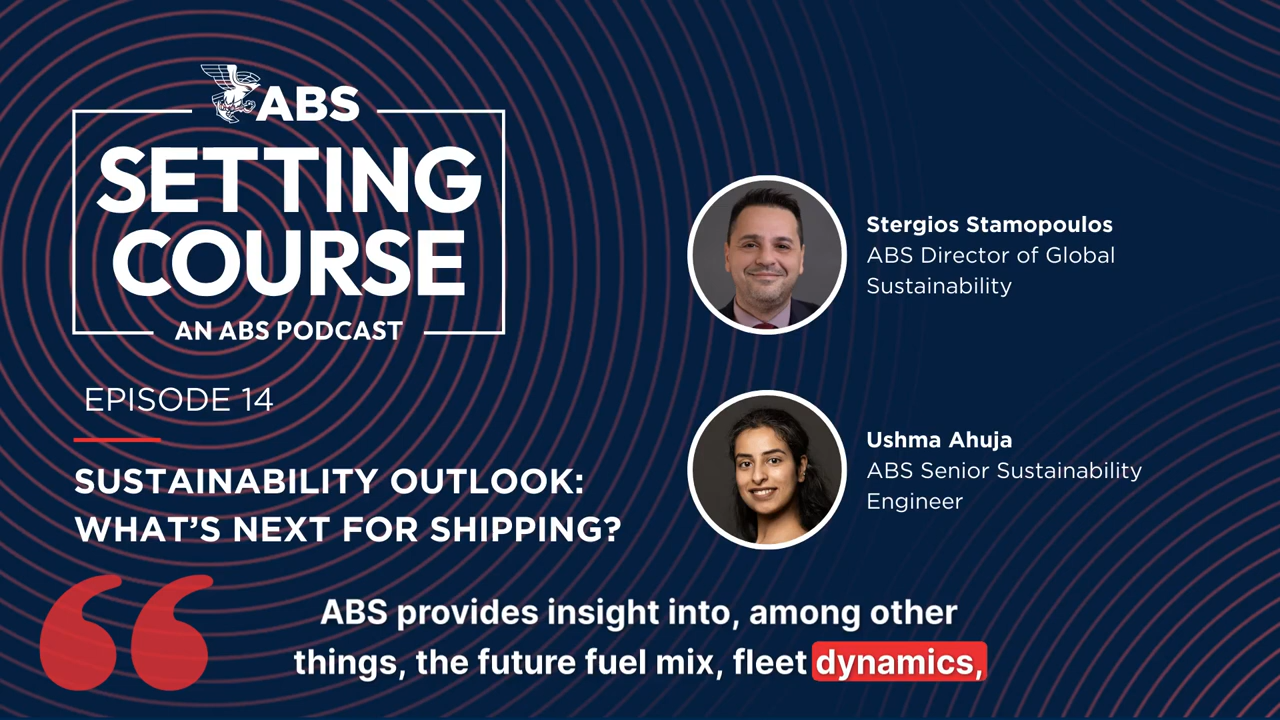 ABS
SETTING
COURSE
AN ABS PODCAST
EPISODE 14
SUSTAINABILITY OUTLOOK:
WHAT'S NEXT FOR SHIPPING?
Stergios Stamopoulos
ABS Director of Global
Sustainability
Ushma Ahuja
ABS Senior Sustainability
Engineer
ABS provides insight into, among other
things, the future fuel mix, fleet dynamics,